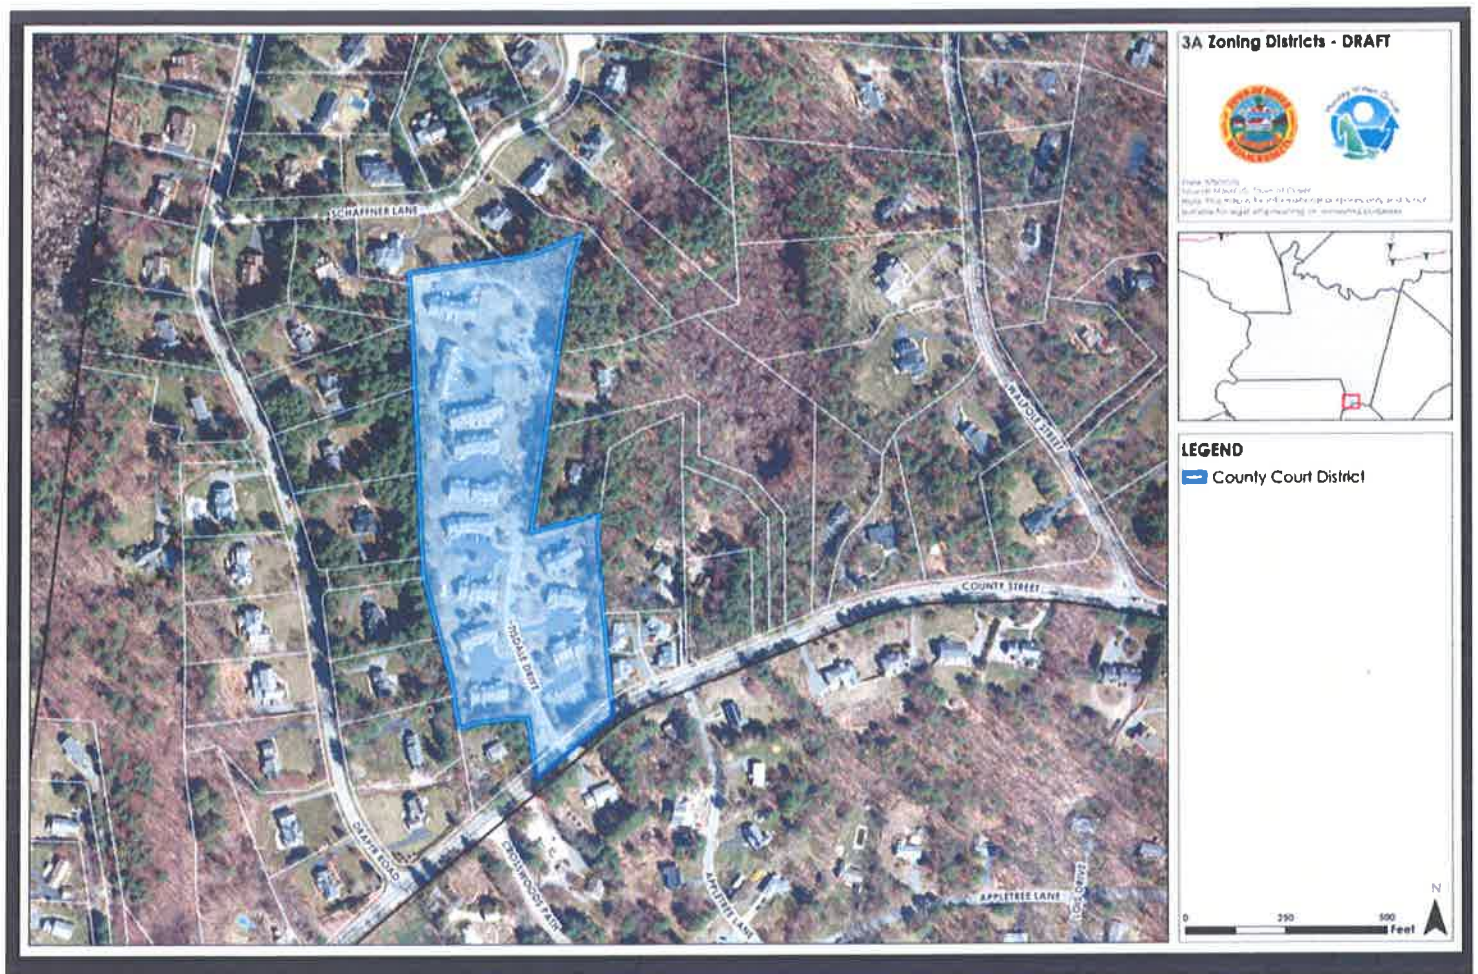 3A Zoning Districts - DRAFT
SCHAFFNER LANE
WALPOLE STREET
LEGEND
County Court District
COUNTY STREET
TISDALE DRIVE
DRAPER ROAD
CROSSWOODS PATH
APPLETREE LANE
APPLETREE LANE
N
0 250 500
Feet